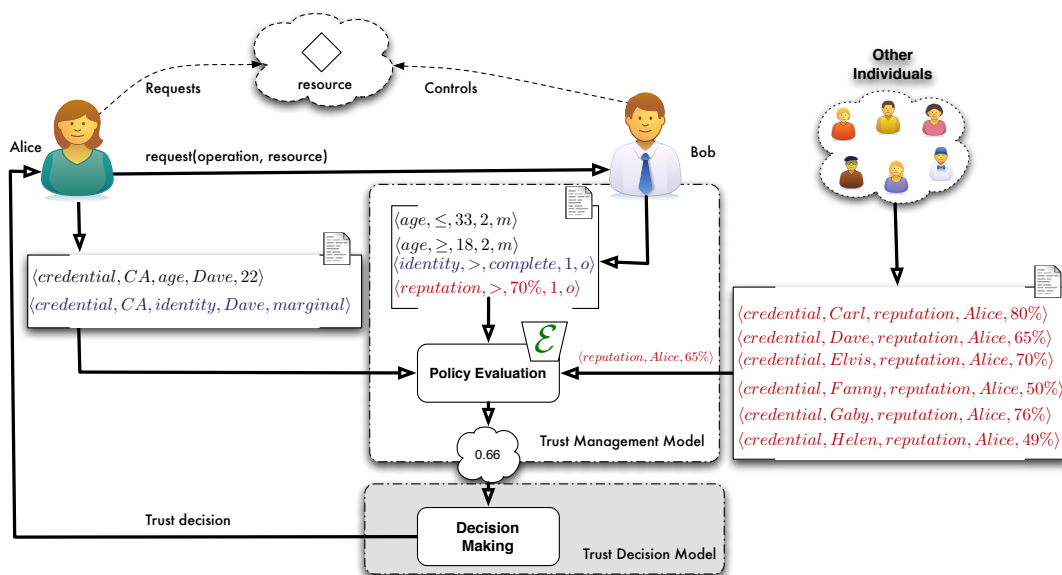 Other
Individuals
resource
Requests
Controls
Alice
request(operation, resource)
Bob
⟨age, ≤, 33, 2, m⟩
⟨age, ≥, 18, 2, m⟩
⟨identity, >, complete, 1, o⟩
⟨reputation, >, 70%, 1, o⟩
⟨credential, CA, age, Dave, 22⟩
⟨credential, CA, identity, Dave, marginal⟩
⟨credential, Carl, reputation, Alice, 80%⟩
⟨credential, Dave, reputation, Alice, 65%⟩
⟨credential, Elvis, reputation, Alice, 70%⟩
⟨credential, Fanny, reputation, Alice, 50%⟩
⟨credential, Gaby, reputation, Alice, 76%⟩
⟨credential, Helen, reputation, Alice, 49%⟩
ℰ
⟨reputation, Alice, 65%⟩
Policy Evaluation
Trust Management Model
0.66
Trust decision
Decision
Making
Trust Decision Model